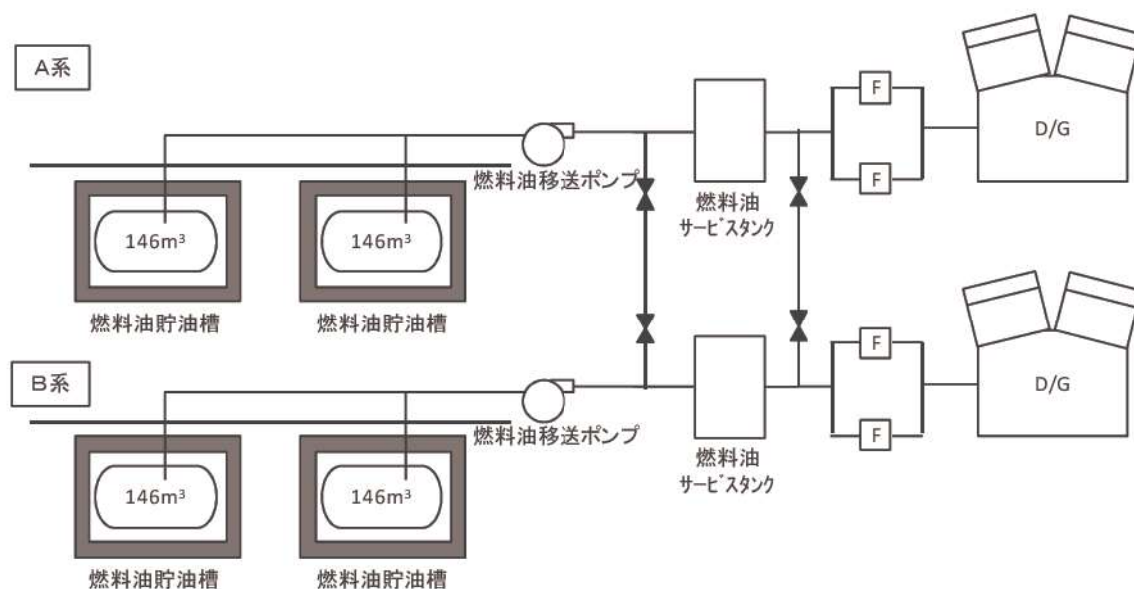 A系
F
D/G
F
燃料油移送ポンプ
燃料油
サービスタンク
146m³
146m³
燃料油貯油槽
燃料油貯油槽
B系
F
D/G
F
燃料油移送ポンプ
燃料油
サービスタンク
146m³
146m³
燃料油貯油槽
燃料油貯油槽